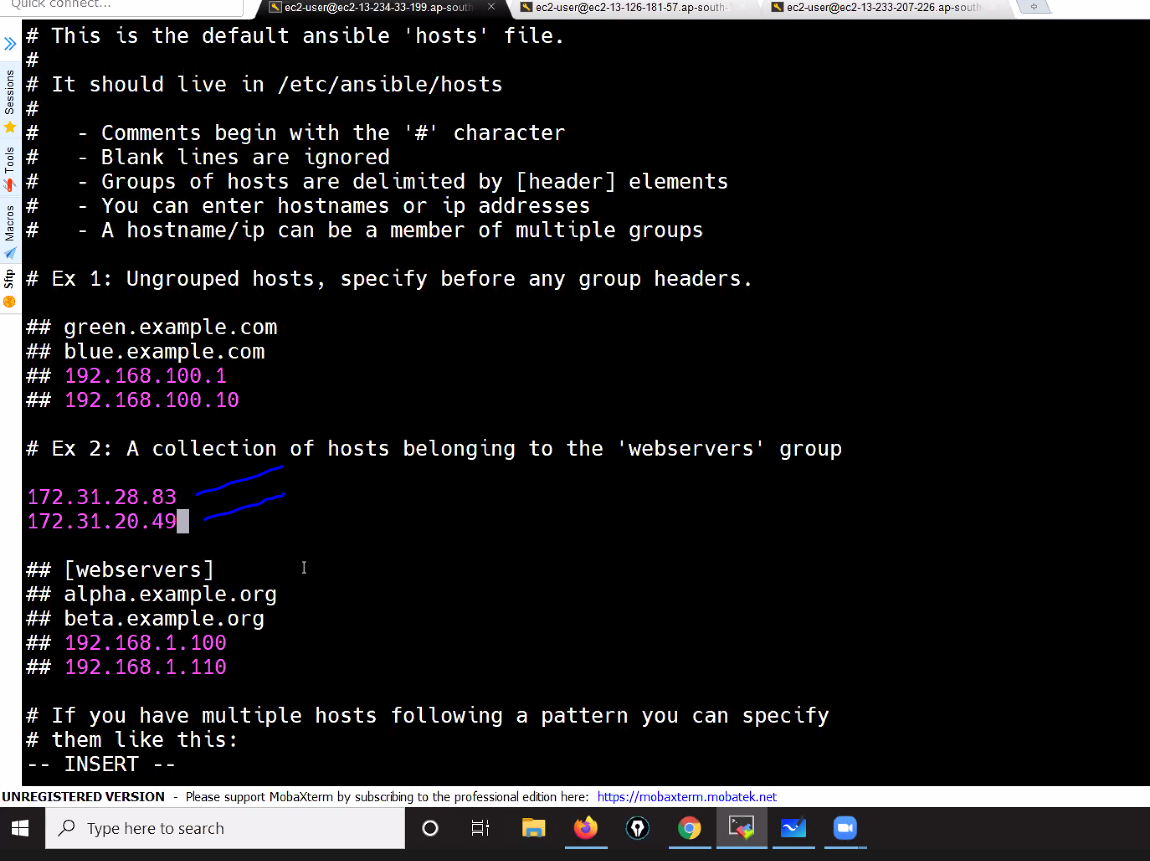 Quick connect...
ec2-user@ec2-13-234-33-199.ap-south
ec2-user@ec2-13-126-181-57.ap-south-
ec2-user@ec2-13-233-207-226.ap-south
Sessions
Tools
Macros
Sftp
# This is the default ansible 'hosts' file.
#
# It should live in /etc/ansible/hosts
#
#   - Comments begin with the '#' character
#   - Blank lines are ignored
#   - Groups of hosts are delimited by [header] elements
#   - You can enter hostnames or ip addresses
#   - A hostname/ip can be a member of multiple groups
# Ex 1: Ungrouped hosts, specify before any group headers.
## green.example.com
## blue.example.com
## 192.168.100.1
## 192.168.100.10
# Ex 2: A collection of hosts belonging to the 'webservers' group
172.31.28.83
172.31.20.49
## [webservers]
## alpha.example.org
## beta.example.org
## 192.168.1.100
## 192.168.1.110
# If you have multiple hosts following a pattern you can specify
# them like this:
-- INSERT --
UNREGISTERED VERSION - Please support MobaXterm by subscribing to the professional edition here: https://mobaxterm.mobatek.net
Type here to search